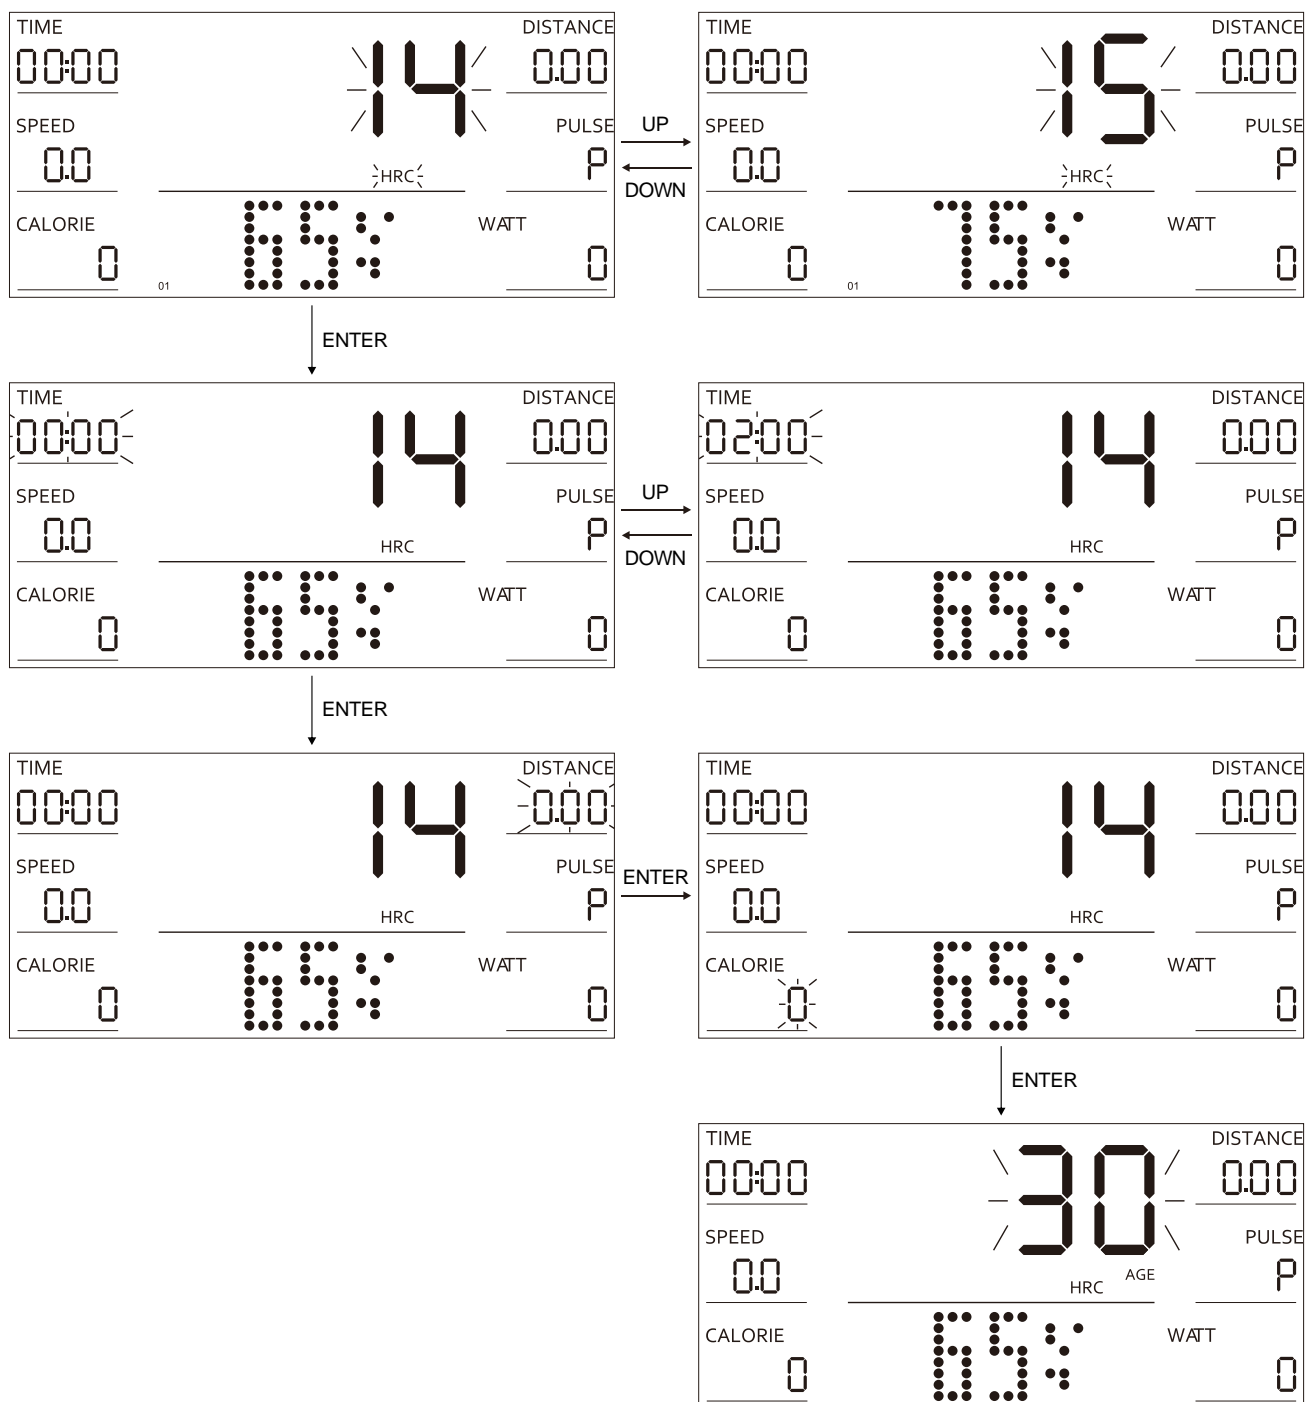 TIME
14
DISTANCE
00:00
0.00
SPEED
PULSE
0.0
P
HRC
CALORIE
65%
WATT
0
0
01
UP
DOWN
TIME
15
DISTANCE
00:00
0.00
SPEED
PULSE
0.0
P
HRC
CALORIE
75%
WATT
0
0
01
ENTER
TIME
14
DISTANCE
00:00
0.00
SPEED
PULSE
0.0
P
HRC
CALORIE
65%
WATT
0
0
UP
DOWN
TIME
14
DISTANCE
02:00
0.00
SPEED
PULSE
0.0
P
HRC
CALORIE
65%
WATT
0
0
ENTER
TIME
14
DISTANCE
00:00
0.00
SPEED
PULSE
0.0
P
HRC
CALORIE
65%
WATT
0
0
ENTER
TIME
14
DISTANCE
00:00
0.00
SPEED
PULSE
0.0
P
HRC
CALORIE
65%
WATT
0
0
ENTER
TIME
30
DISTANCE
00:00
0.00
SPEED
PULSE
0.0
P
AGE
HRC
CALORIE
65%
WATT
0
0